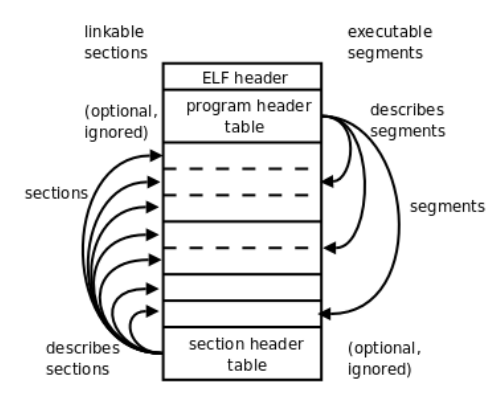 linkable
sections
executable
segments
ELF header
(optional,
ignored)
program header
table
describes
segments
sections
segments
describes
sections
section header
table
(optional,
ignored)